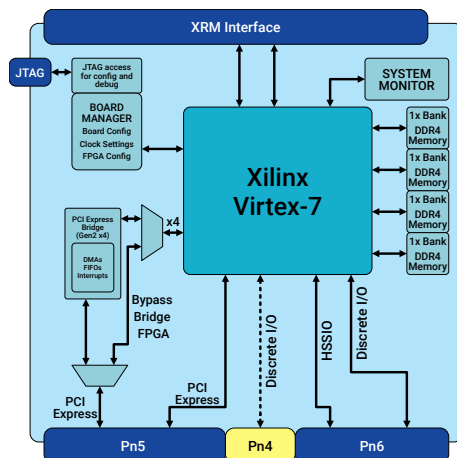 XRM Interface
JTAG
JTAG access
for config and
debug
SYSTEM
MONITOR
BOARD
MANAGER
Board Config
Clock Settings
FPGA Config
Xilinx
Virtex-7
1x Bank
DDR4
Memory
1x Bank
DDR4
Memory
1x Bank
DDR4
Memory
1x Bank
DDR4
Memory
PCI Express
Bridge
(Gen2 x4)
DMAs
FIFOs
Interrupts
x4
Bypass
Bridge
FPGA
PCI
Express
PCI
Express
Discrete I/O
HSSIO
Discrete I/O
Pn5
Pn4
Pn6